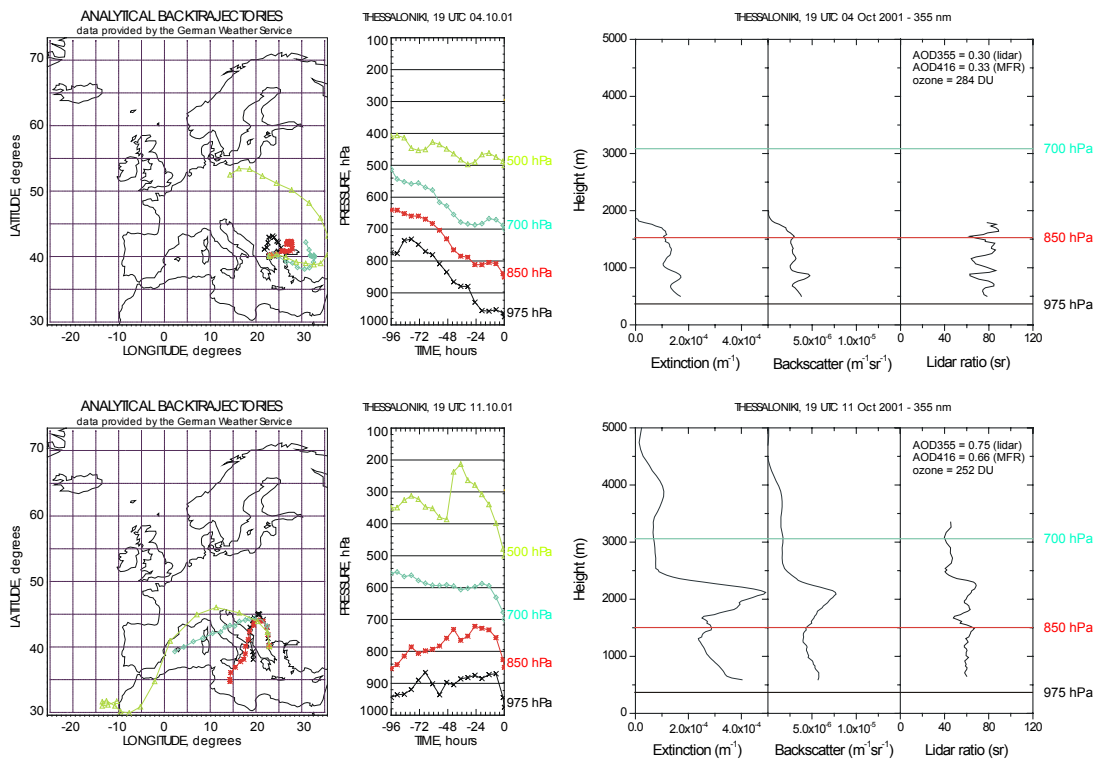 ANALYTICAL BACKTRAJECTORIES
data provided by the German Weather Service
70
60
50
40
30
LATITUDE, degrees
-20 -10 0 10 20 30
LONGITUDE, degrees
THESSALONIKI, 19 UTC 04.10.01
100
200
300
400
500
600
700
800
900
1000
PRESSURE, hPa
500 hPa
700 hPa
850 hPa
975 hPa
-96 -72 -48 -24 0
TIME, hours
THESSALONIKI, 19 UTC 04 Oct 2001 - 355 nm
5000
4000
3000
2000
1000
0
Height (m)
AOD355 = 0.30 (lidar)
AOD416 = 0.33 (MFR)
ozone = 284 DU
700 hPa
850 hPa
975 hPa
0.0 2.0x10-4 4.0x10-4
5.0x10-6 1.0x10-5
0 40 80 120
Extinction (m-1)
Backscatter (m-1sr-1)
Lidar ratio (sr)
ANALYTICAL BACKTRAJECTORIES
data provided by the German Weather Service
70
60
50
40
30
LATITUDE, degrees
-20 -10 0 10 20 30
LONGITUDE, degrees
THESSALONIKI, 19 UTC 11.10.01
100
200
300
400
500
600
700
800
900
1000
PRESSURE, hPa
500 hPa
700 hPa
850 hPa
975 hPa
-96 -72 -48 -24 0
TIME, hours
THESSALONIKI, 19 UTC 11 Oct 2001 - 355 nm
5000
4000
3000
2000
1000
0
Height (m)
AOD355 = 0.75 (lidar)
AOD416 = 0.66 (MFR)
ozone = 252 DU
700 hPa
850 hPa
975 hPa
0.0 2.0x10-4 4.0x10-4
5.0x10-6 1.0x10-5
0 40 80 120
Extinction (m-1)
Backscatter (m-1sr-1)
Lidar ratio (sr)